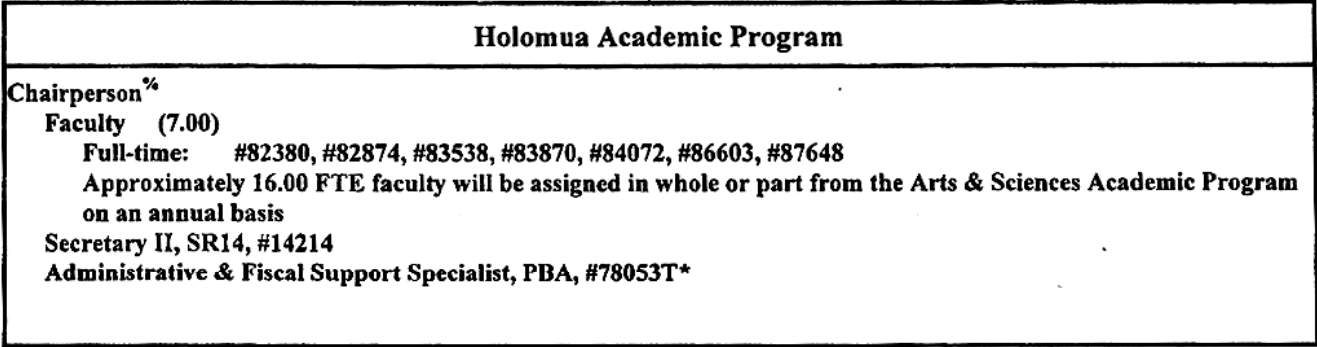 Holomua Academic Program
Chairperson%
Faculty (7.00)
Full-time: #82380, #82874, #83538, #83870, #84072, #86603, #87648
Approximately 16.00 FTE faculty will be assigned in whole or part from the Arts & Sciences Academic Program
on an annual basis
Secretary II, SR14, #14214
Administrative & Fiscal Support Specialist, PBA, #78053T*